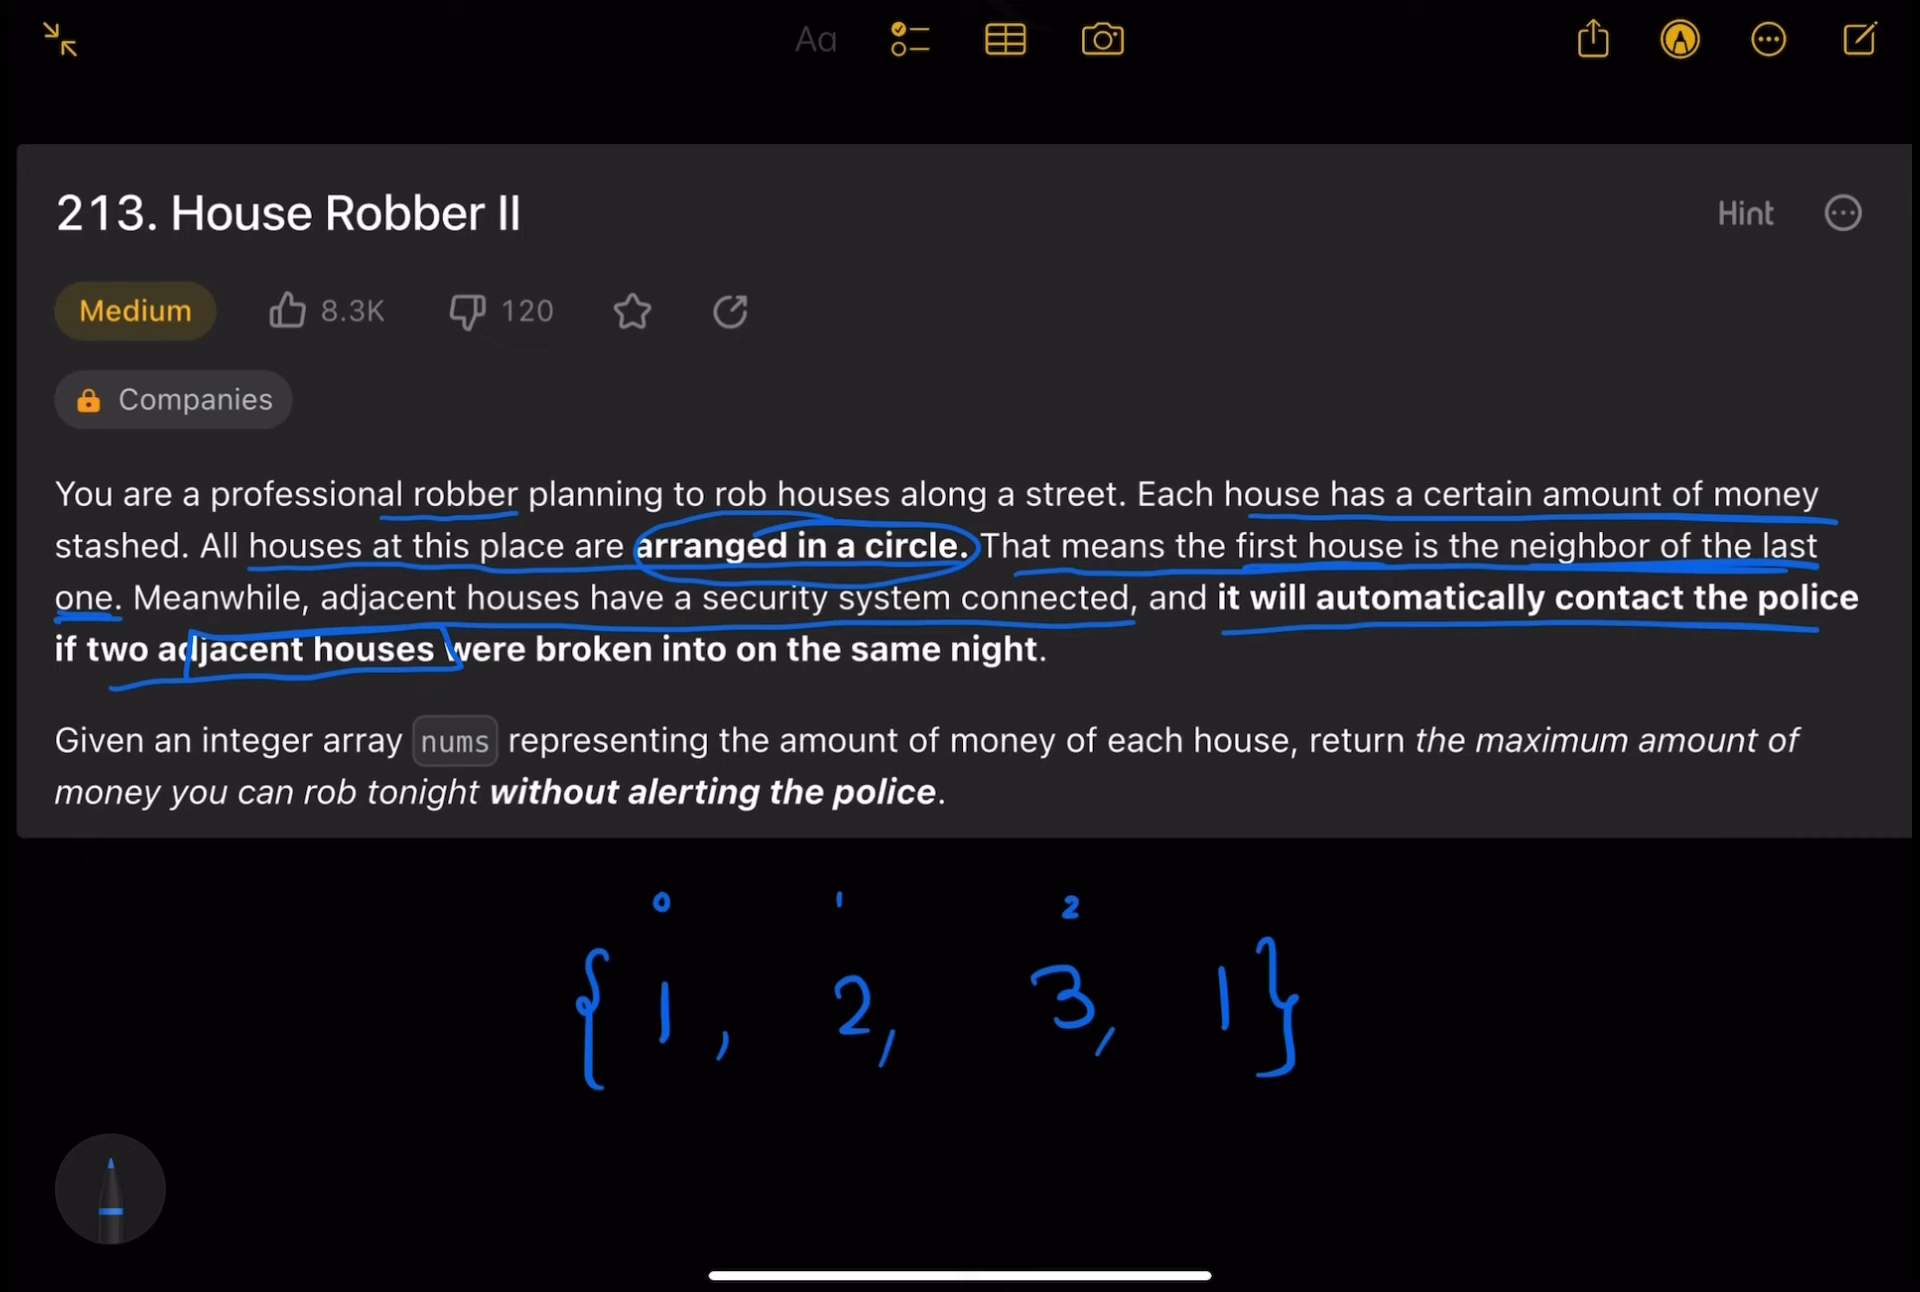 Aa
213. House Robber II
Hint
Medium 8.3K 120
Companies
You are a professional robber planning to rob houses along a street. Each house has a certain amount of money
stashed. All houses at this place are arranged in a circle. That means the first house is the neighbor of the last
one. Meanwhile, adjacent houses have a security system connected, and it will automatically contact the police
if two adjacent houses were broken into on the same night.
Given an integer array nums representing the amount of money of each house, return the maximum amount of
money you can rob tonight without alerting the police.
0 1 2
{ 1, 2, 3, 1 }